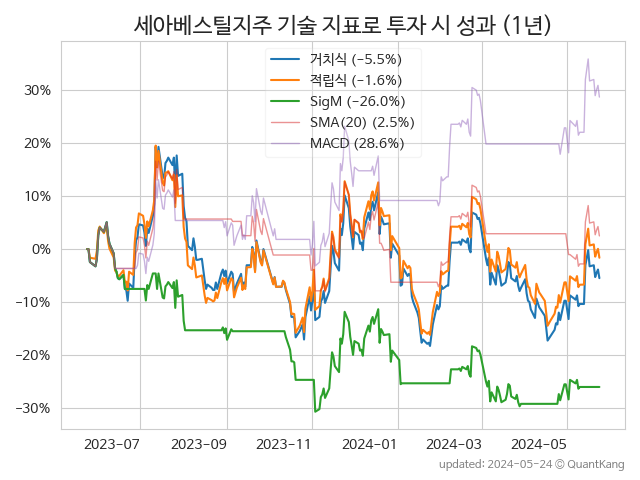 세아베스틸지주 기술 지표로 투자 시 성과 (1년)
거치식 (−5.5%)
적립식 (−1.6%)
SigM (−26.0%)
SMA(20) (2.5%)
MACD (28.6%)
30%
20%
10%
0%
−10%
−20%
−30%
2023−07 2023−09 2023−11 2024−01 2024−03 2024−05
updated: 2024-05-24 © QuantKang